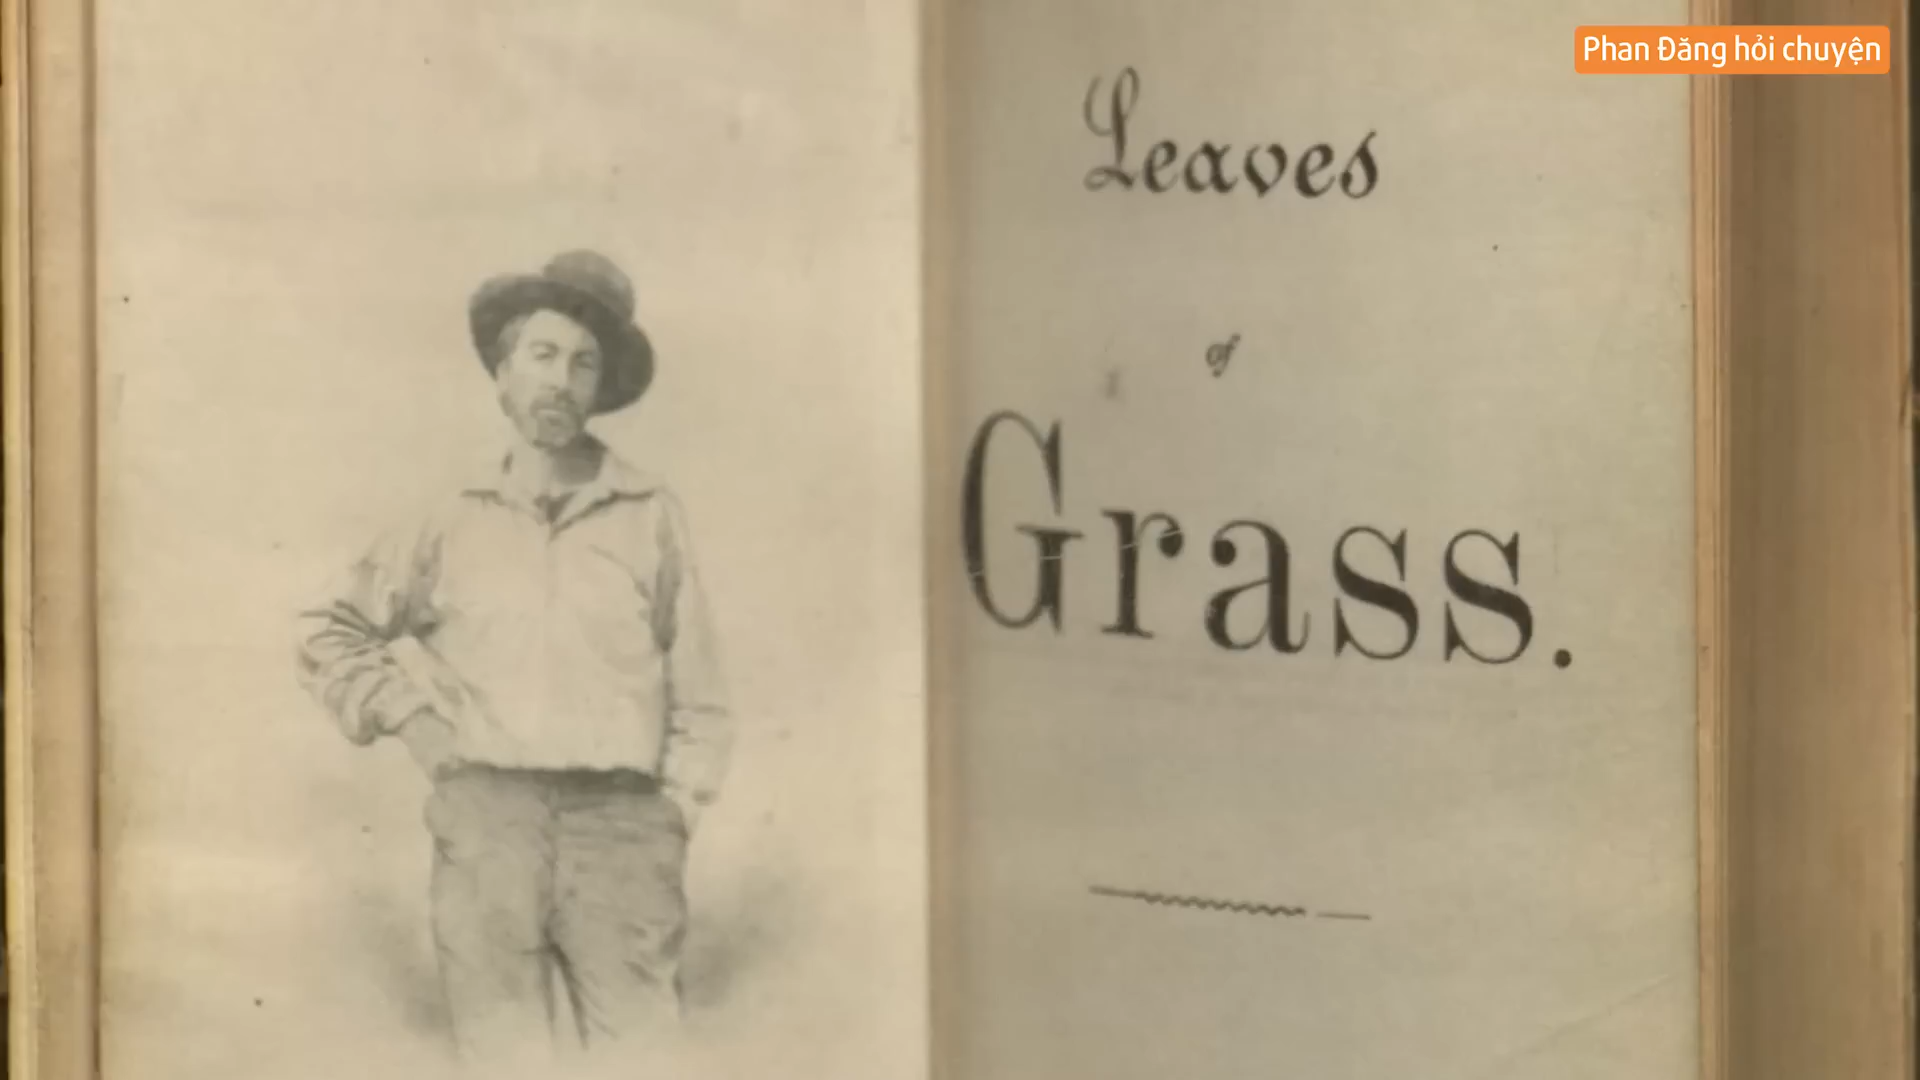 Phan Đăng hỏi chuyện
Leaves
of
Grass.